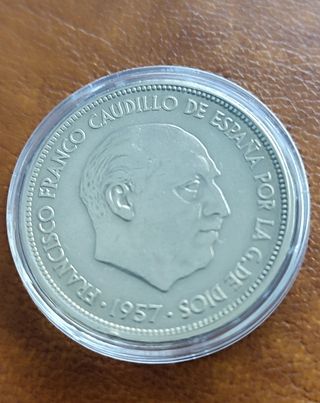 FRANCISCO FRANCO CAUDILLO DE ESPAÑA POR LA G. DE DIOS
· 1957 ·